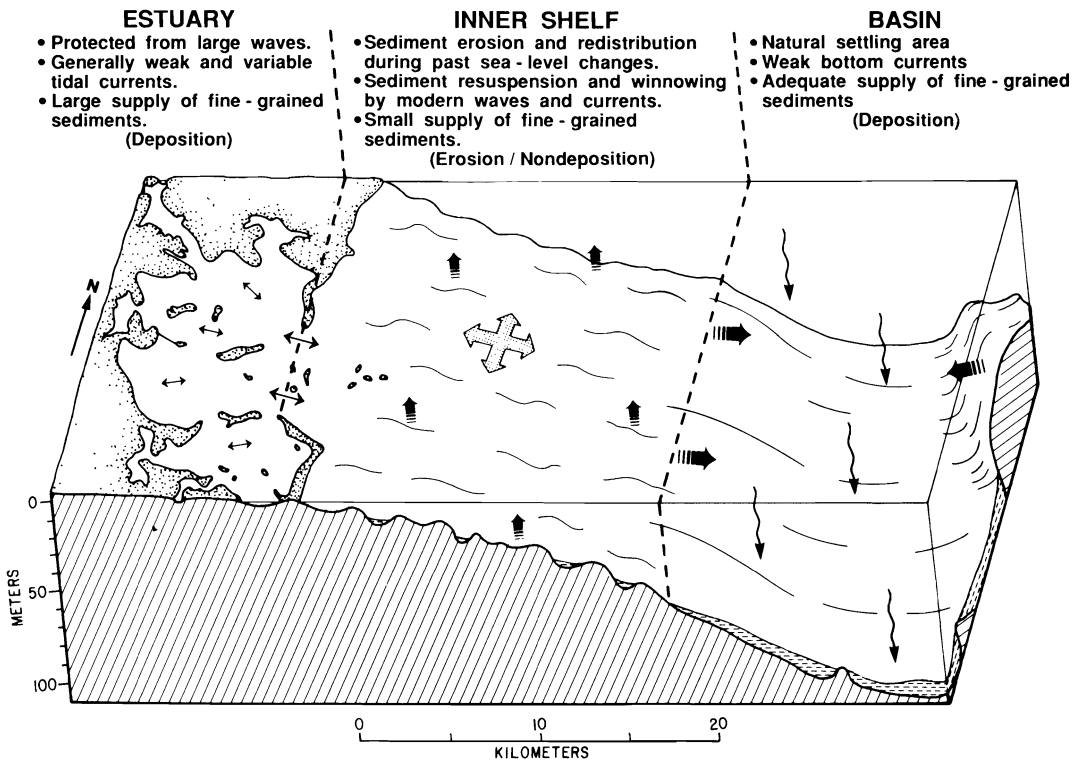 ESTUARY
• Protected from large waves.
• Generally weak and variable
tidal currents.
• Large supply of fine - grained
sediments.
(Deposition)
INNER SHELF
• Sediment erosion and redistribution
during past sea - level changes.
• Sediment resuspension and winnowing
by modern waves and currents.
• Small supply of fine - grained
sediments.
(Erosion / Nondeposition)
BASIN
• Natural settling area
• Weak bottom currents
• Adequate supply of fine - grained
sediments
(Deposition)
N
0
50
100
METERS
0 10 20
KILOMETERS